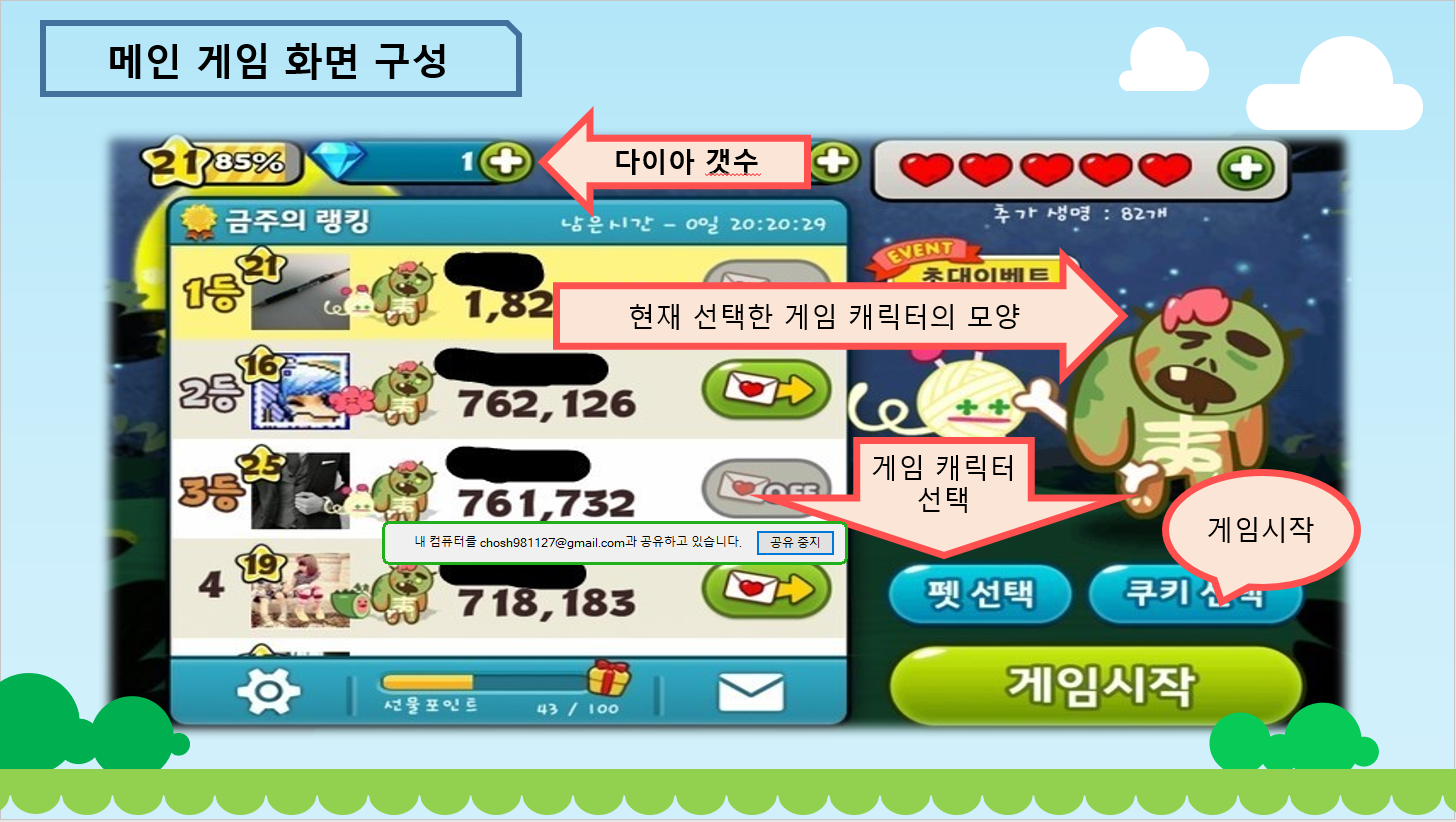 메인 게임 화면 구성
21 85%
1
다이아 갯수
추가 생명 : 82개
금주의 랭킹
남은시간 - 0일 20:20:29
EVENT
초대이벤트
1등
21
1,82
현재 선택한 게임 캐릭터의 모양
2등
16
762,126
3등
25
761,732
OFF
게임 캐릭터
선택
게임시작
내 컴퓨터를 chosh981127@gmail.com과 공유하고 있습니다.
공유 중지
4
19
718,183
펫 선택
쿠키 선택
게임시작
선물포인트
43 / 100